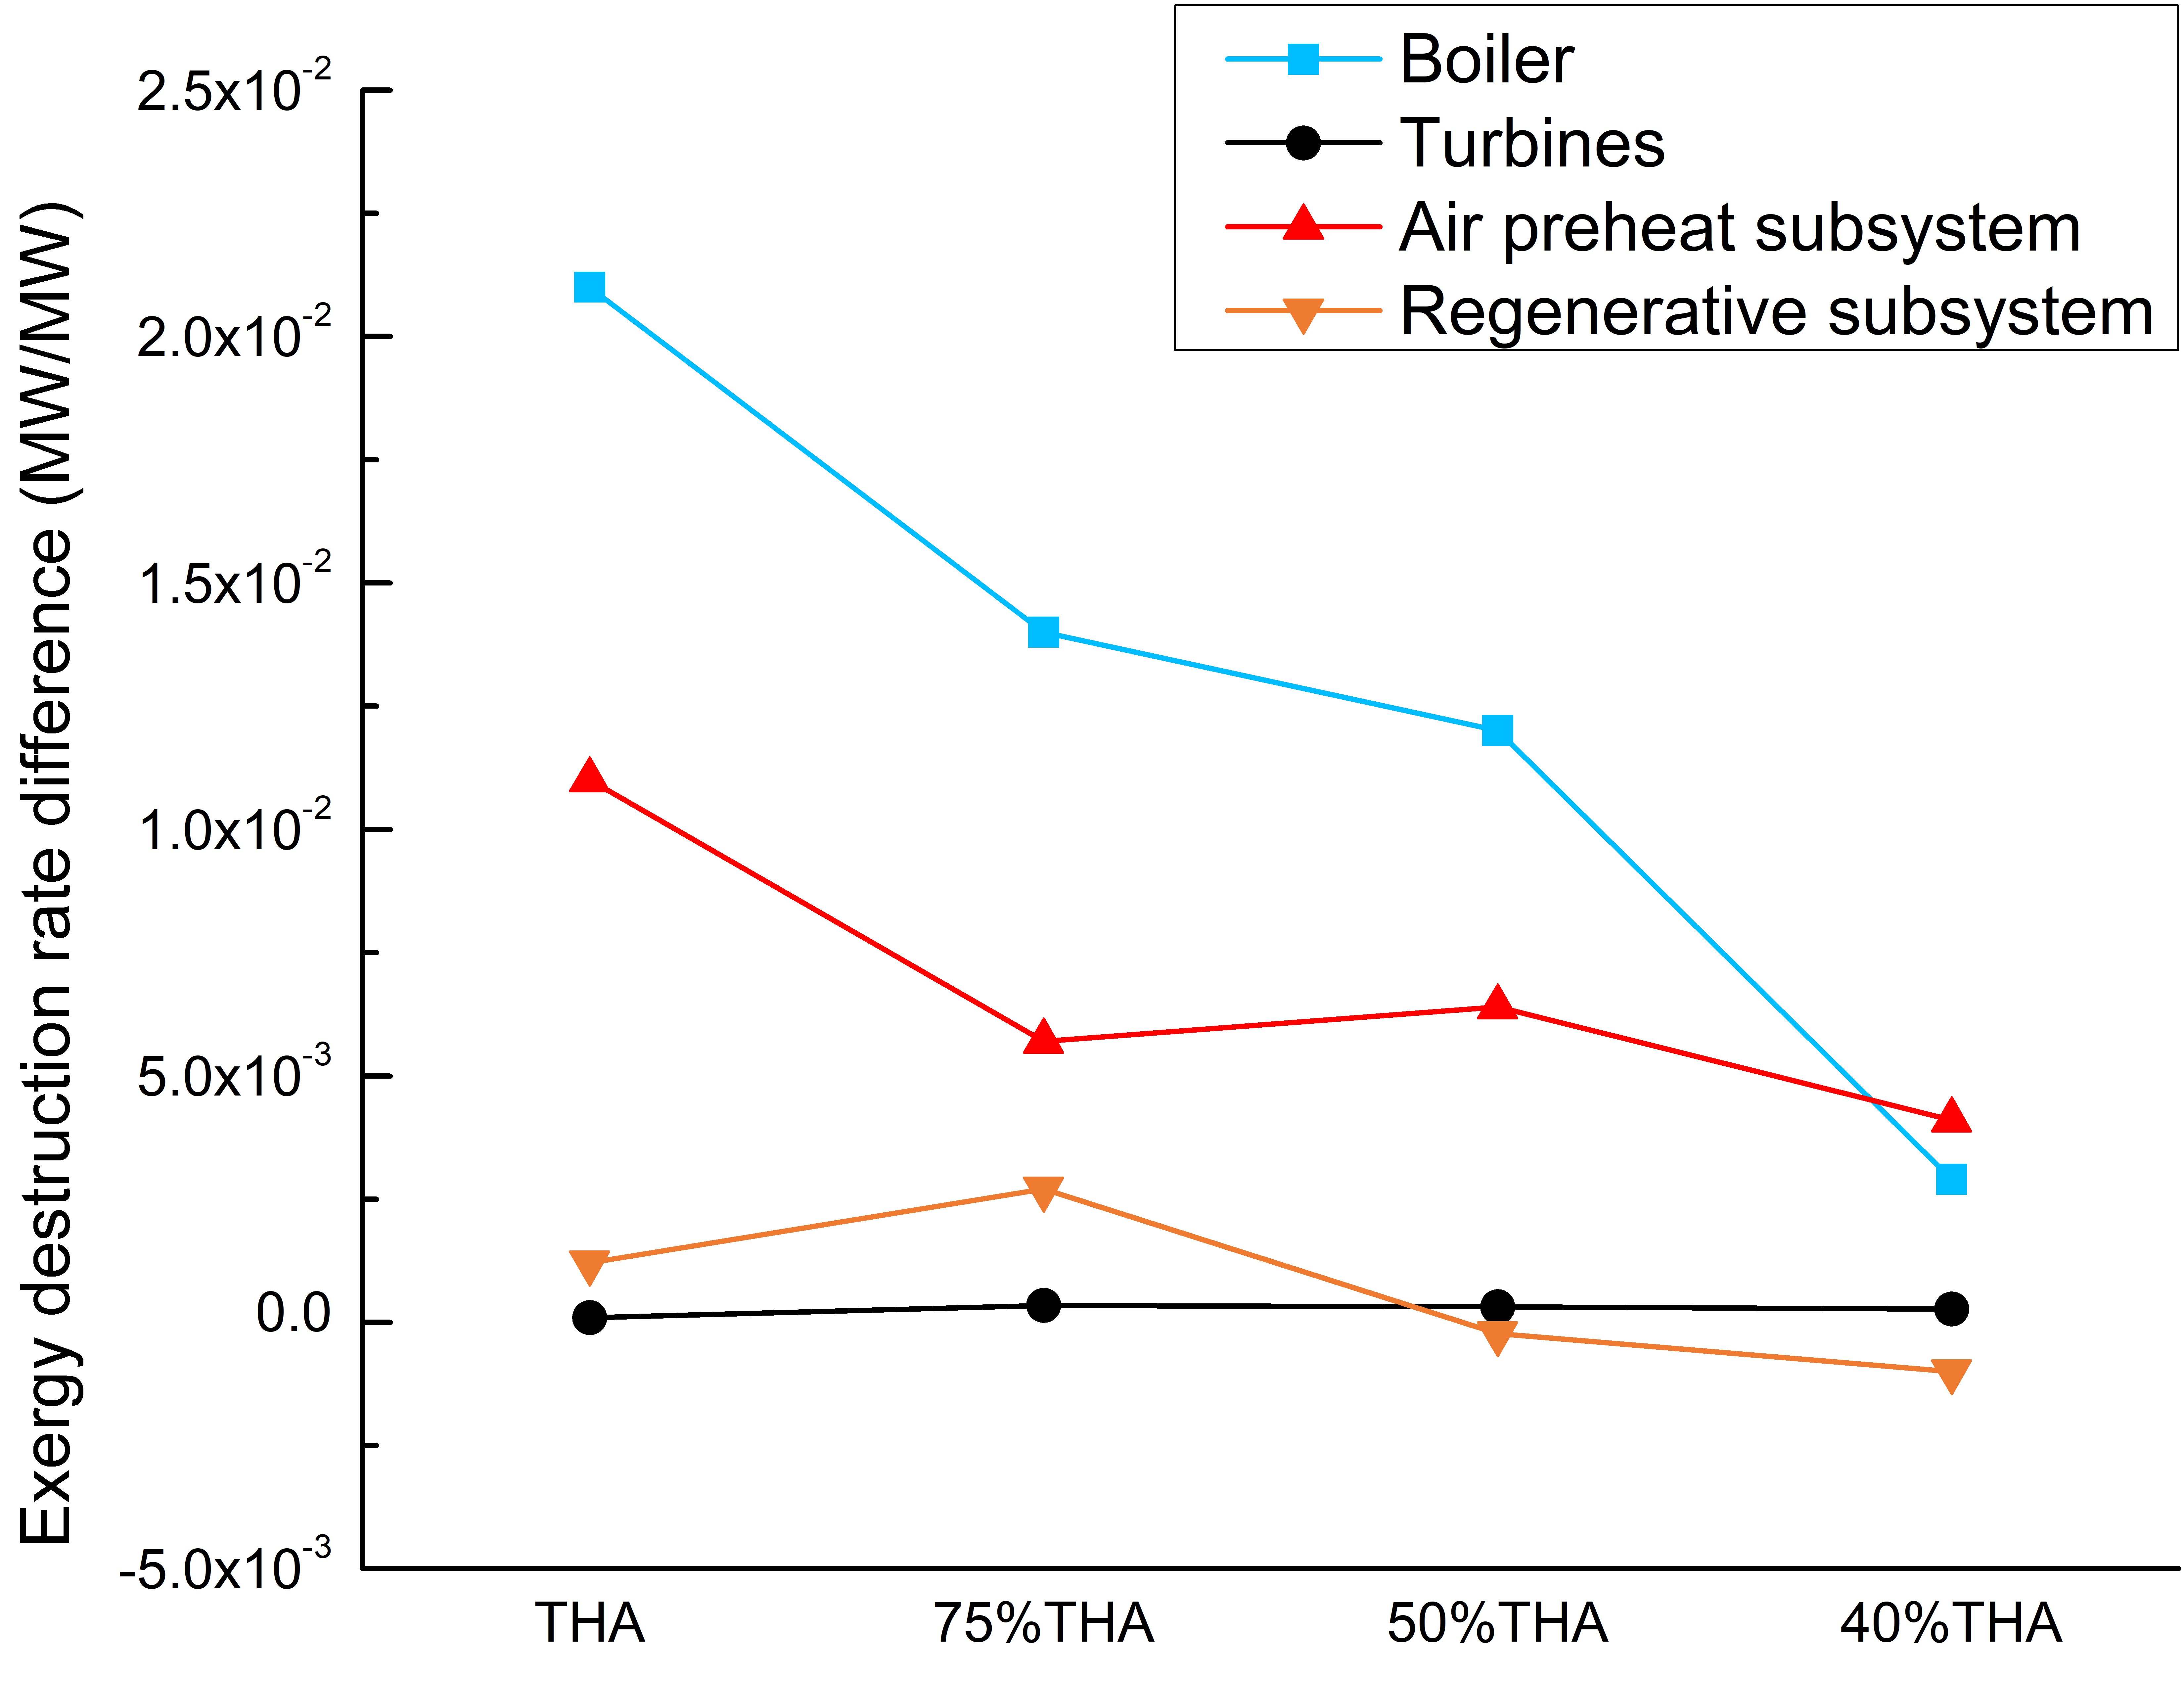 Boiler
Turbines
Air preheat subsystem
Regenerative subsystem
Exergy destruction rate difference (MW/MW)
2.5x10⁻²
2.0x10⁻²
1.5x10⁻²
1.0x10⁻²
5.0x10⁻³
0.0
-5.0x10⁻³
THA 75%THA 50%THA 40%THA